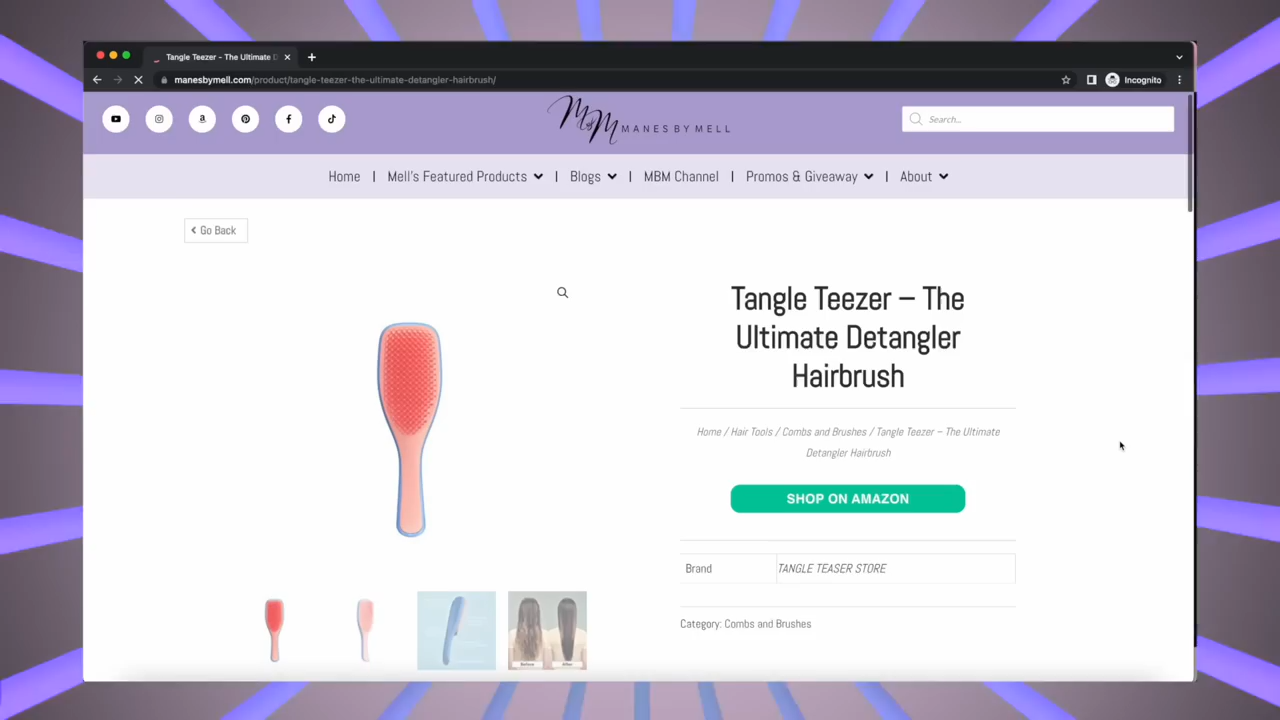 Tangle Teezer – The Ultimate D
manesbymell.com/product/tangle-teezer-the-ultimate-detangler-hairbrush/
Incognito
MM MANES BY MELL
Search...
Home | Mell's Featured Products | Blogs | MBM Channel | Promos & Giveaway | About
Go Back
Tangle Teezer – The
Ultimate Detangler
Hairbrush
Home / Hair Tools / Combs and Brushes / Tangle Teezer – The Ultimate
Detangler Hairbrush
SHOP ON AMAZON
Brand TANGLE TEASER STORE
Category: Combs and Brushes
Before After